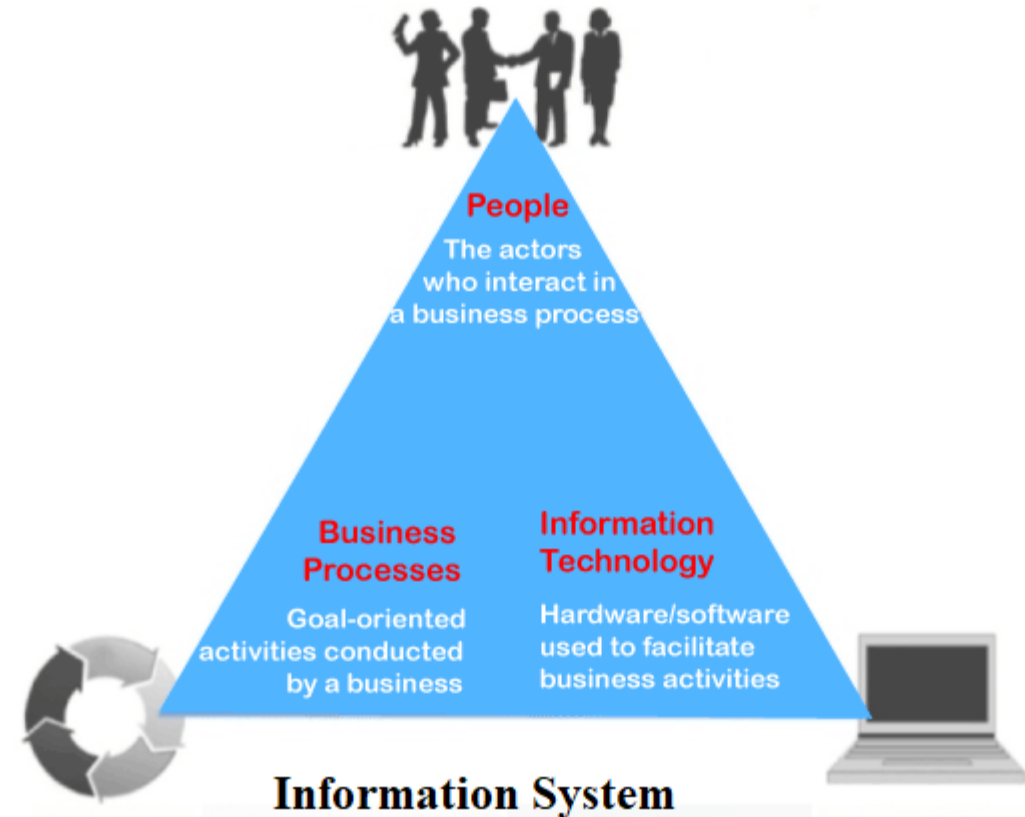 People
The actors
who interact in
a business process
Business
Processes
Goal-oriented
activities conducted
by a business
Information
Technology
Hardware/software
used to facilitate
business activities
Information System